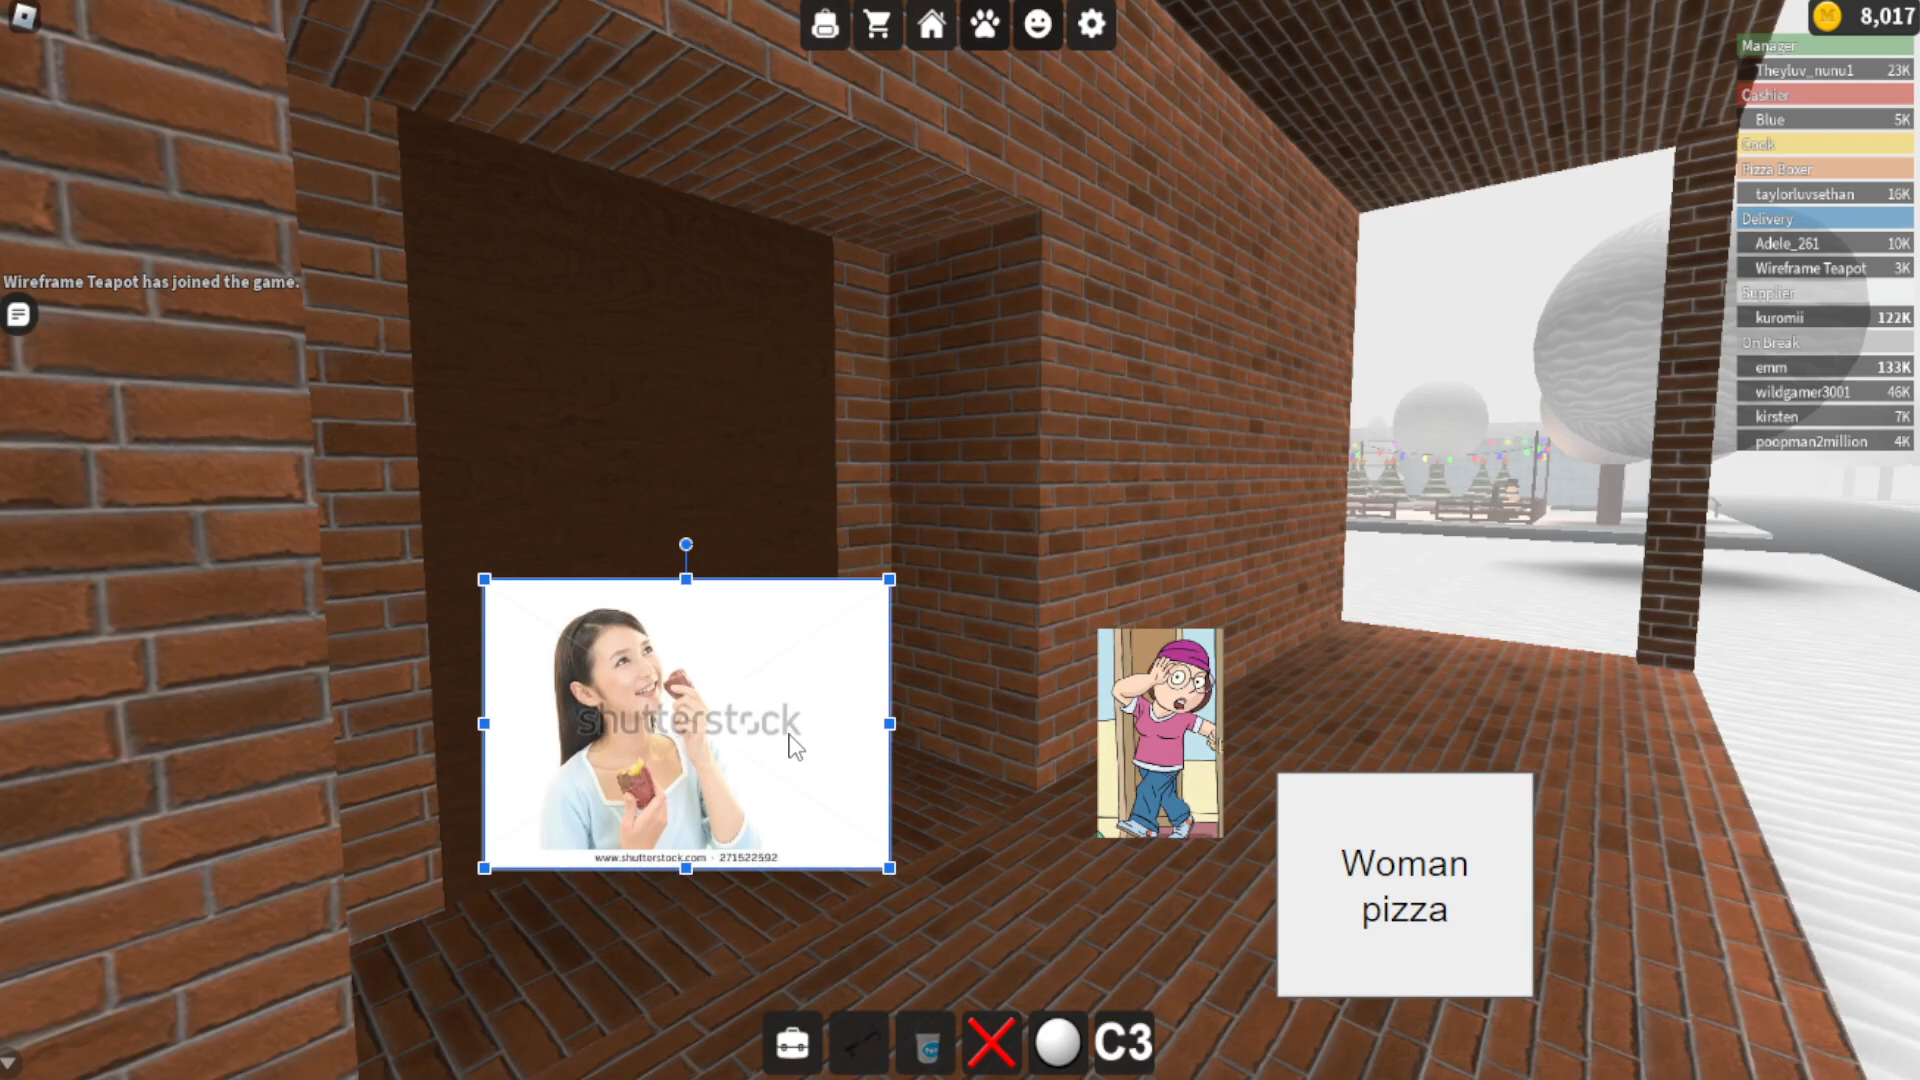 8,017
Manager
Theyluv_nunu1 23K
Cashier
Blue 5K
Cook
Pizza Boxer
taylorluvsethan 16K
Delivery
Adele_261 10K
Wireframe Teapot 3K
Supplier
kuromii 122K
On Break
emm 133K
wildgamer3001 46K
kirsten 7K
poopman2million 4K
Wireframe Teapot has joined the game.
shutterstock
www.shutterstock.com · 271522592
Woman
pizza
C3